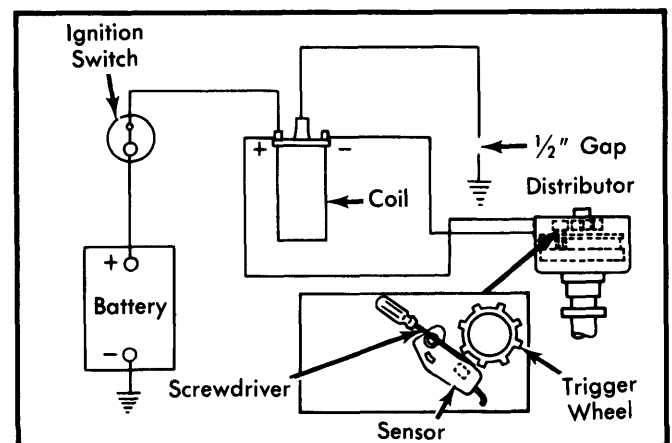 Ignition
Switch
+ −
½" Gap
Coil
Distributor
+
Battery
−
Screwdriver
Trigger
Wheel
Sensor